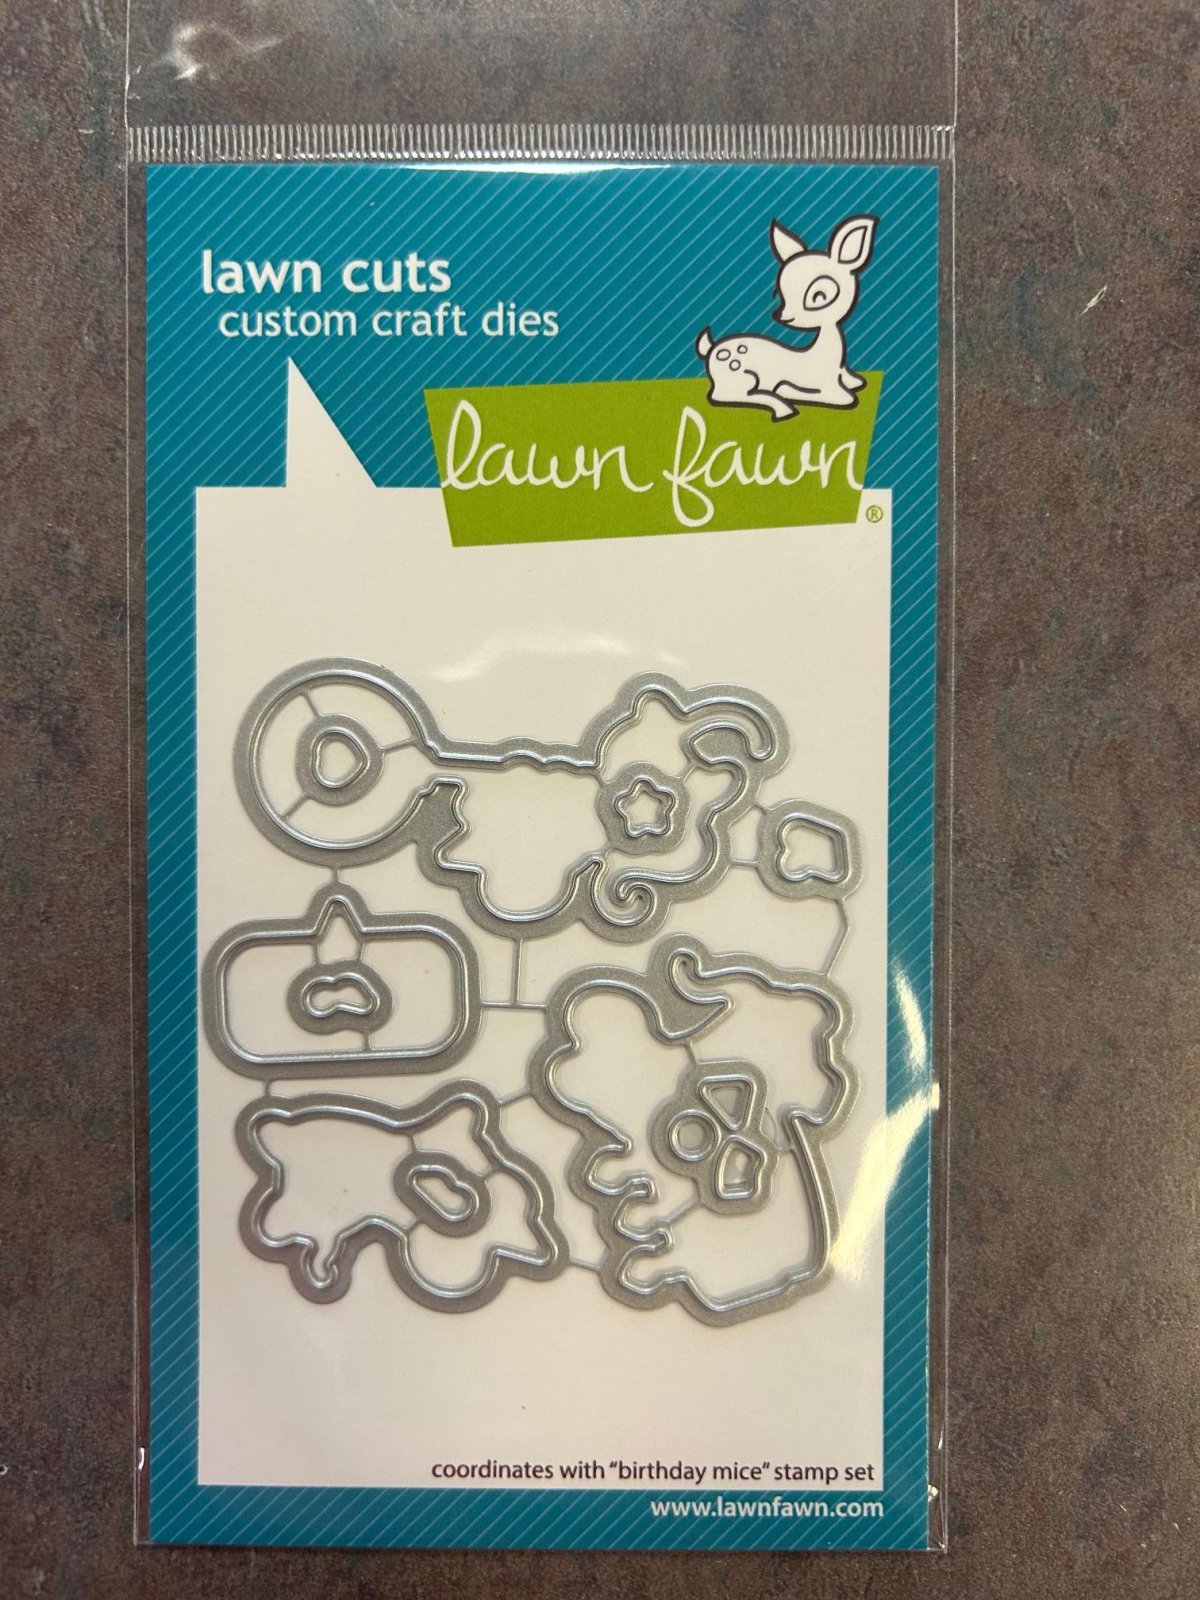 lawn cuts
custom craft dies
lawn fawn
®
coordinates with "birthday mice" stamp set
www.lawnfawn.com